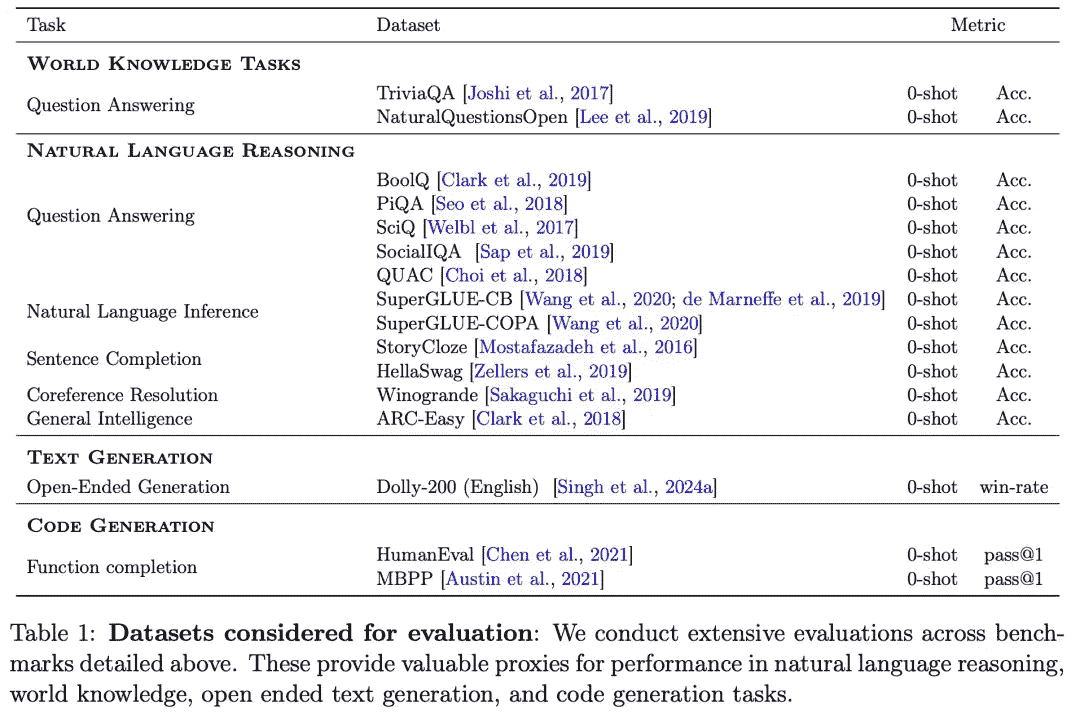 Task Dataset Metric
World Knowledge Tasks
Question Answering
TriviaQA [Joshi et al., 2017] 0-shot Acc.
NaturalQuestionsOpen [Lee et al., 2019] 0-shot Acc.
Natural Language Reasoning
Question Answering
BoolQ [Clark et al., 2019] 0-shot Acc.
PiQA [Seo et al., 2018] 0-shot Acc.
SciQ [Welbl et al., 2017] 0-shot Acc.
SocialIQA [Sap et al., 2019] 0-shot Acc.
QUAC [Choi et al., 2018] 0-shot Acc.
Natural Language Inference
SuperGLUE-CB [Wang et al., 2020; de Marneffe et al., 2019] 0-shot Acc.
SuperGLUE-COPA [Wang et al., 2020] 0-shot Acc.
Sentence Completion
StoryCloze [Mostafazadeh et al., 2016] 0-shot Acc.
HellaSwag [Zellers et al., 2019] 0-shot Acc.
Coreference Resolution Winogrande [Sakaguchi et al., 2019] 0-shot Acc.
General Intelligence ARC-Easy [Clark et al., 2018] 0-shot Acc.
Text Generation
Open-Ended Generation Dolly-200 (English) [Singh et al., 2024a] 0-shot win-rate
Code Generation
Function completion
HumanEval [Chen et al., 2021] 0-shot pass@1
MBPP [Austin et al., 2021] 0-shot pass@1
Table 1: Datasets considered for evaluation: We conduct extensive evaluations across bench-
marks detailed above. These provide valuable proxies for performance in natural language reasoning,
world knowledge, open ended text generation, and code generation tasks.